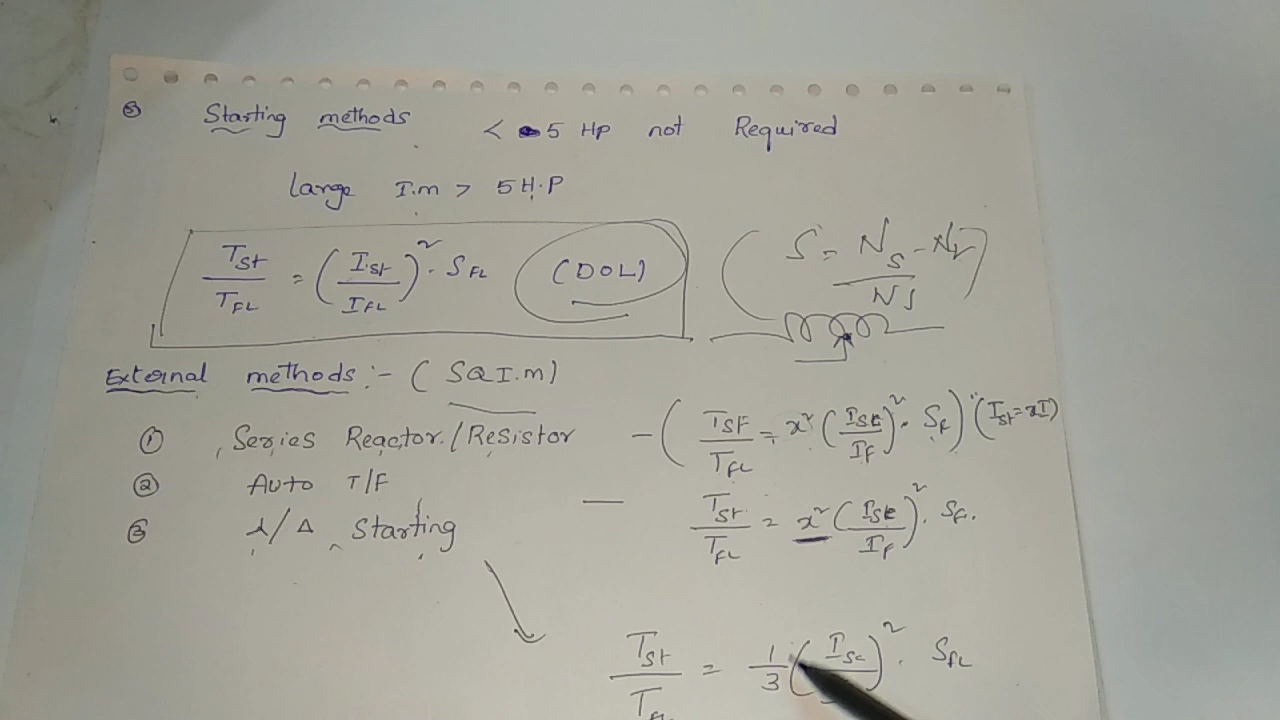 ⑤ Starting methods < 5 Hp not Required
large I.m > 5 H.P
Tst/TFL = (Ist/IFL)² . SFL (DOL) (S = Ns - Nr / Ns)
External methods :- (SQ I.m)
① Series Reactor/Resistor - (Tst/TFL = x² (Isc/If)² . Sf) (Ist = xI)
② Auto T/F — Tst/TFL = x² (Isc/If)² . Sf.
③ ⅄/Δ Starting
Tst/TFL = 1/3 (Isc/ )² . SfL